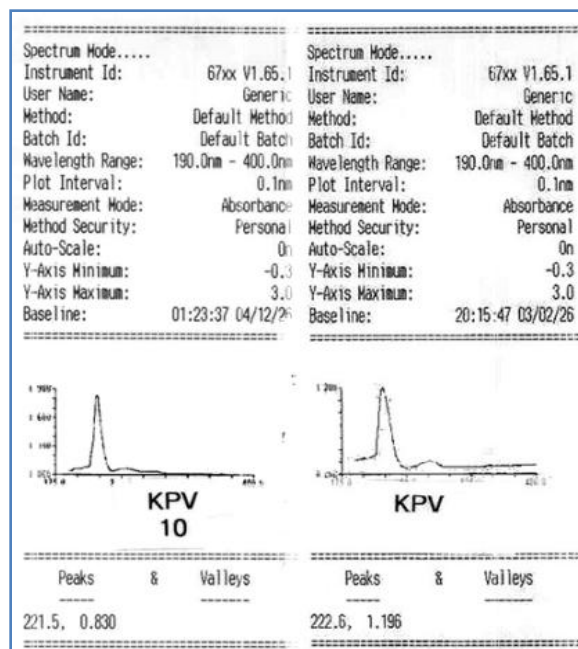 Spectrum Mode.....
Instrument Id: 67xx V1.65.1
User Name: Generic
Method: Default Method
Batch Id: Default Batch
Wavelength Range: 190.0nm - 400.0nm
Plot Interval: 0.1nm
Measurement Mode: Absorbance
Method Security: Personal
Auto-Scale: On
Y-Axis Minimum: -0.3
Y-Axis Maximum: 3.0
Baseline: 01:23:37 04/12/26
KPV
10
Peaks & Valleys
221.5, 0.830
Spectrum Mode.....
Instrument Id: 67xx V1.65.1
User Name: Generic
Method: Default Method
Batch Id: Default Batch
Wavelength Range: 190.0nm - 400.0nm
Plot Interval: 0.1nm
Measurement Mode: Absorbance
Method Security: Personal
Auto-Scale: On
Y-Axis Minimum: -0.3
Y-Axis Maximum: 3.0
Baseline: 20:15:47 03/02/26
KPV
Peaks & Valleys
222.6, 1.196